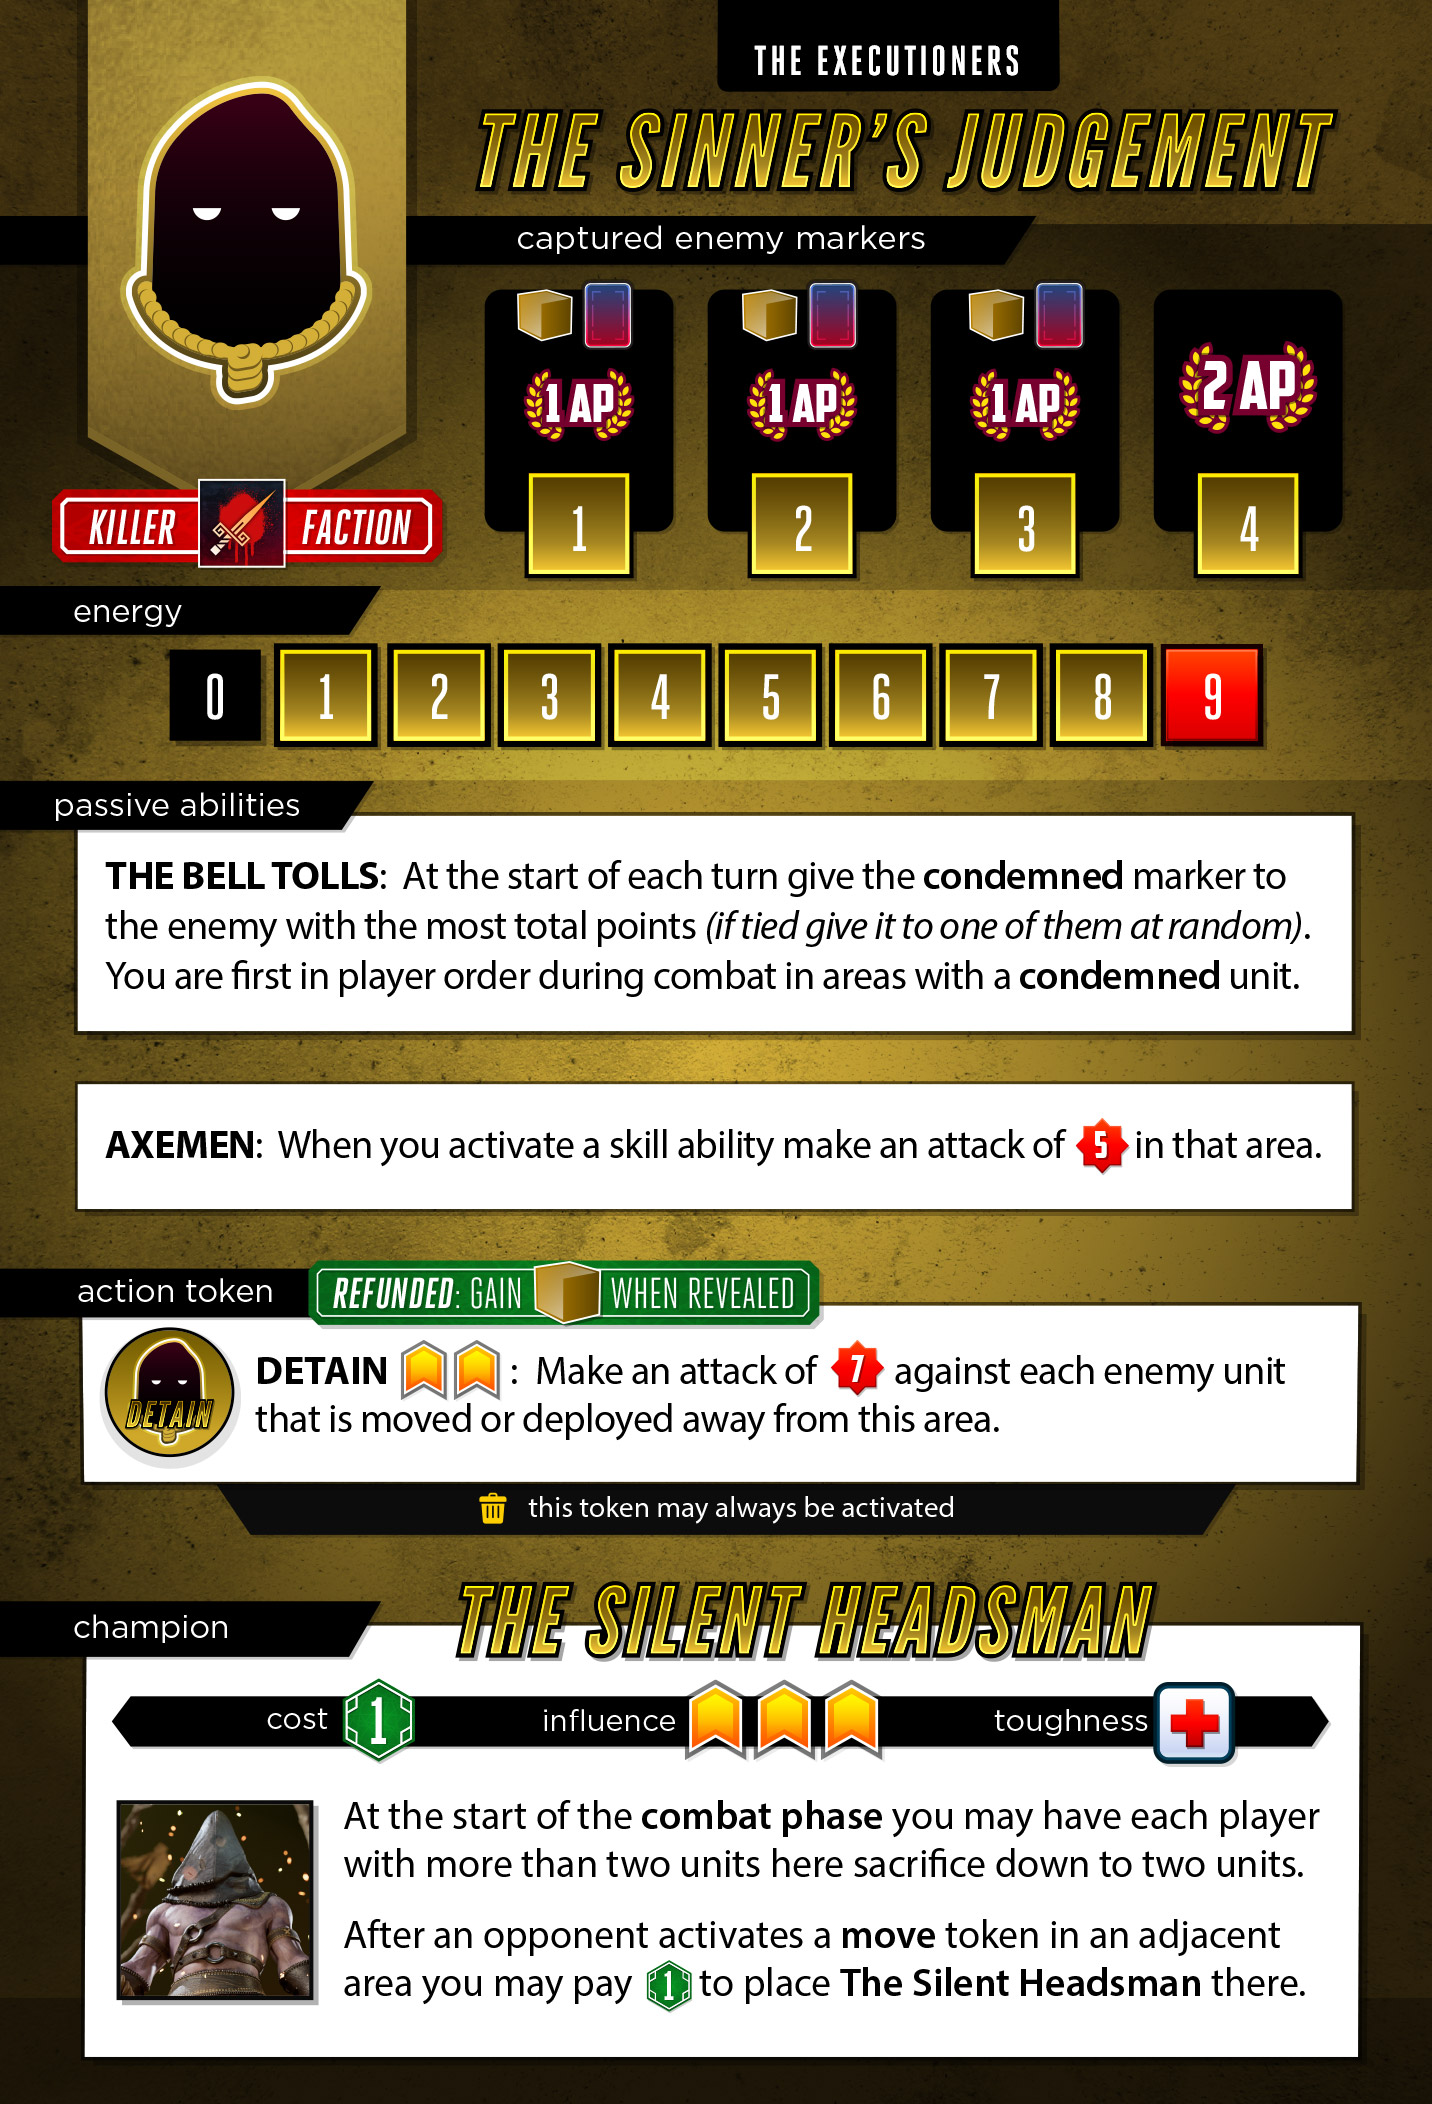 THE EXECUTIONERS
THE SINNER'S JUDGEMENT
captured enemy markers
1 AP
1 AP
1 AP
2 AP
1
2
3
4
KILLER FACTION
energy
0 1 2 3 4 5 6 7 8 9
passive abilities
THE BELL TOLLS: At the start of each turn give the condemned marker to
the enemy with the most total points (if tied give it to one of them at random).
You are first in player order during combat in areas with a condemned unit.
AXEMEN: When you activate a skill ability make an attack of 5 in that area.
action token
REFUNDED: GAIN WHEN REVEALED
DETAIN
DETAIN : Make an attack of 7 against each enemy unit
that is moved or deployed away from this area.
this token may always be activated
champion
THE SILENT HEADSMAN
cost 1 influence toughness
At the start of the combat phase you may have each player
with more than two units here sacrifice down to two units.
After an opponent activates a move token in an adjacent
area you may pay 1 to place The Silent Headsman there.